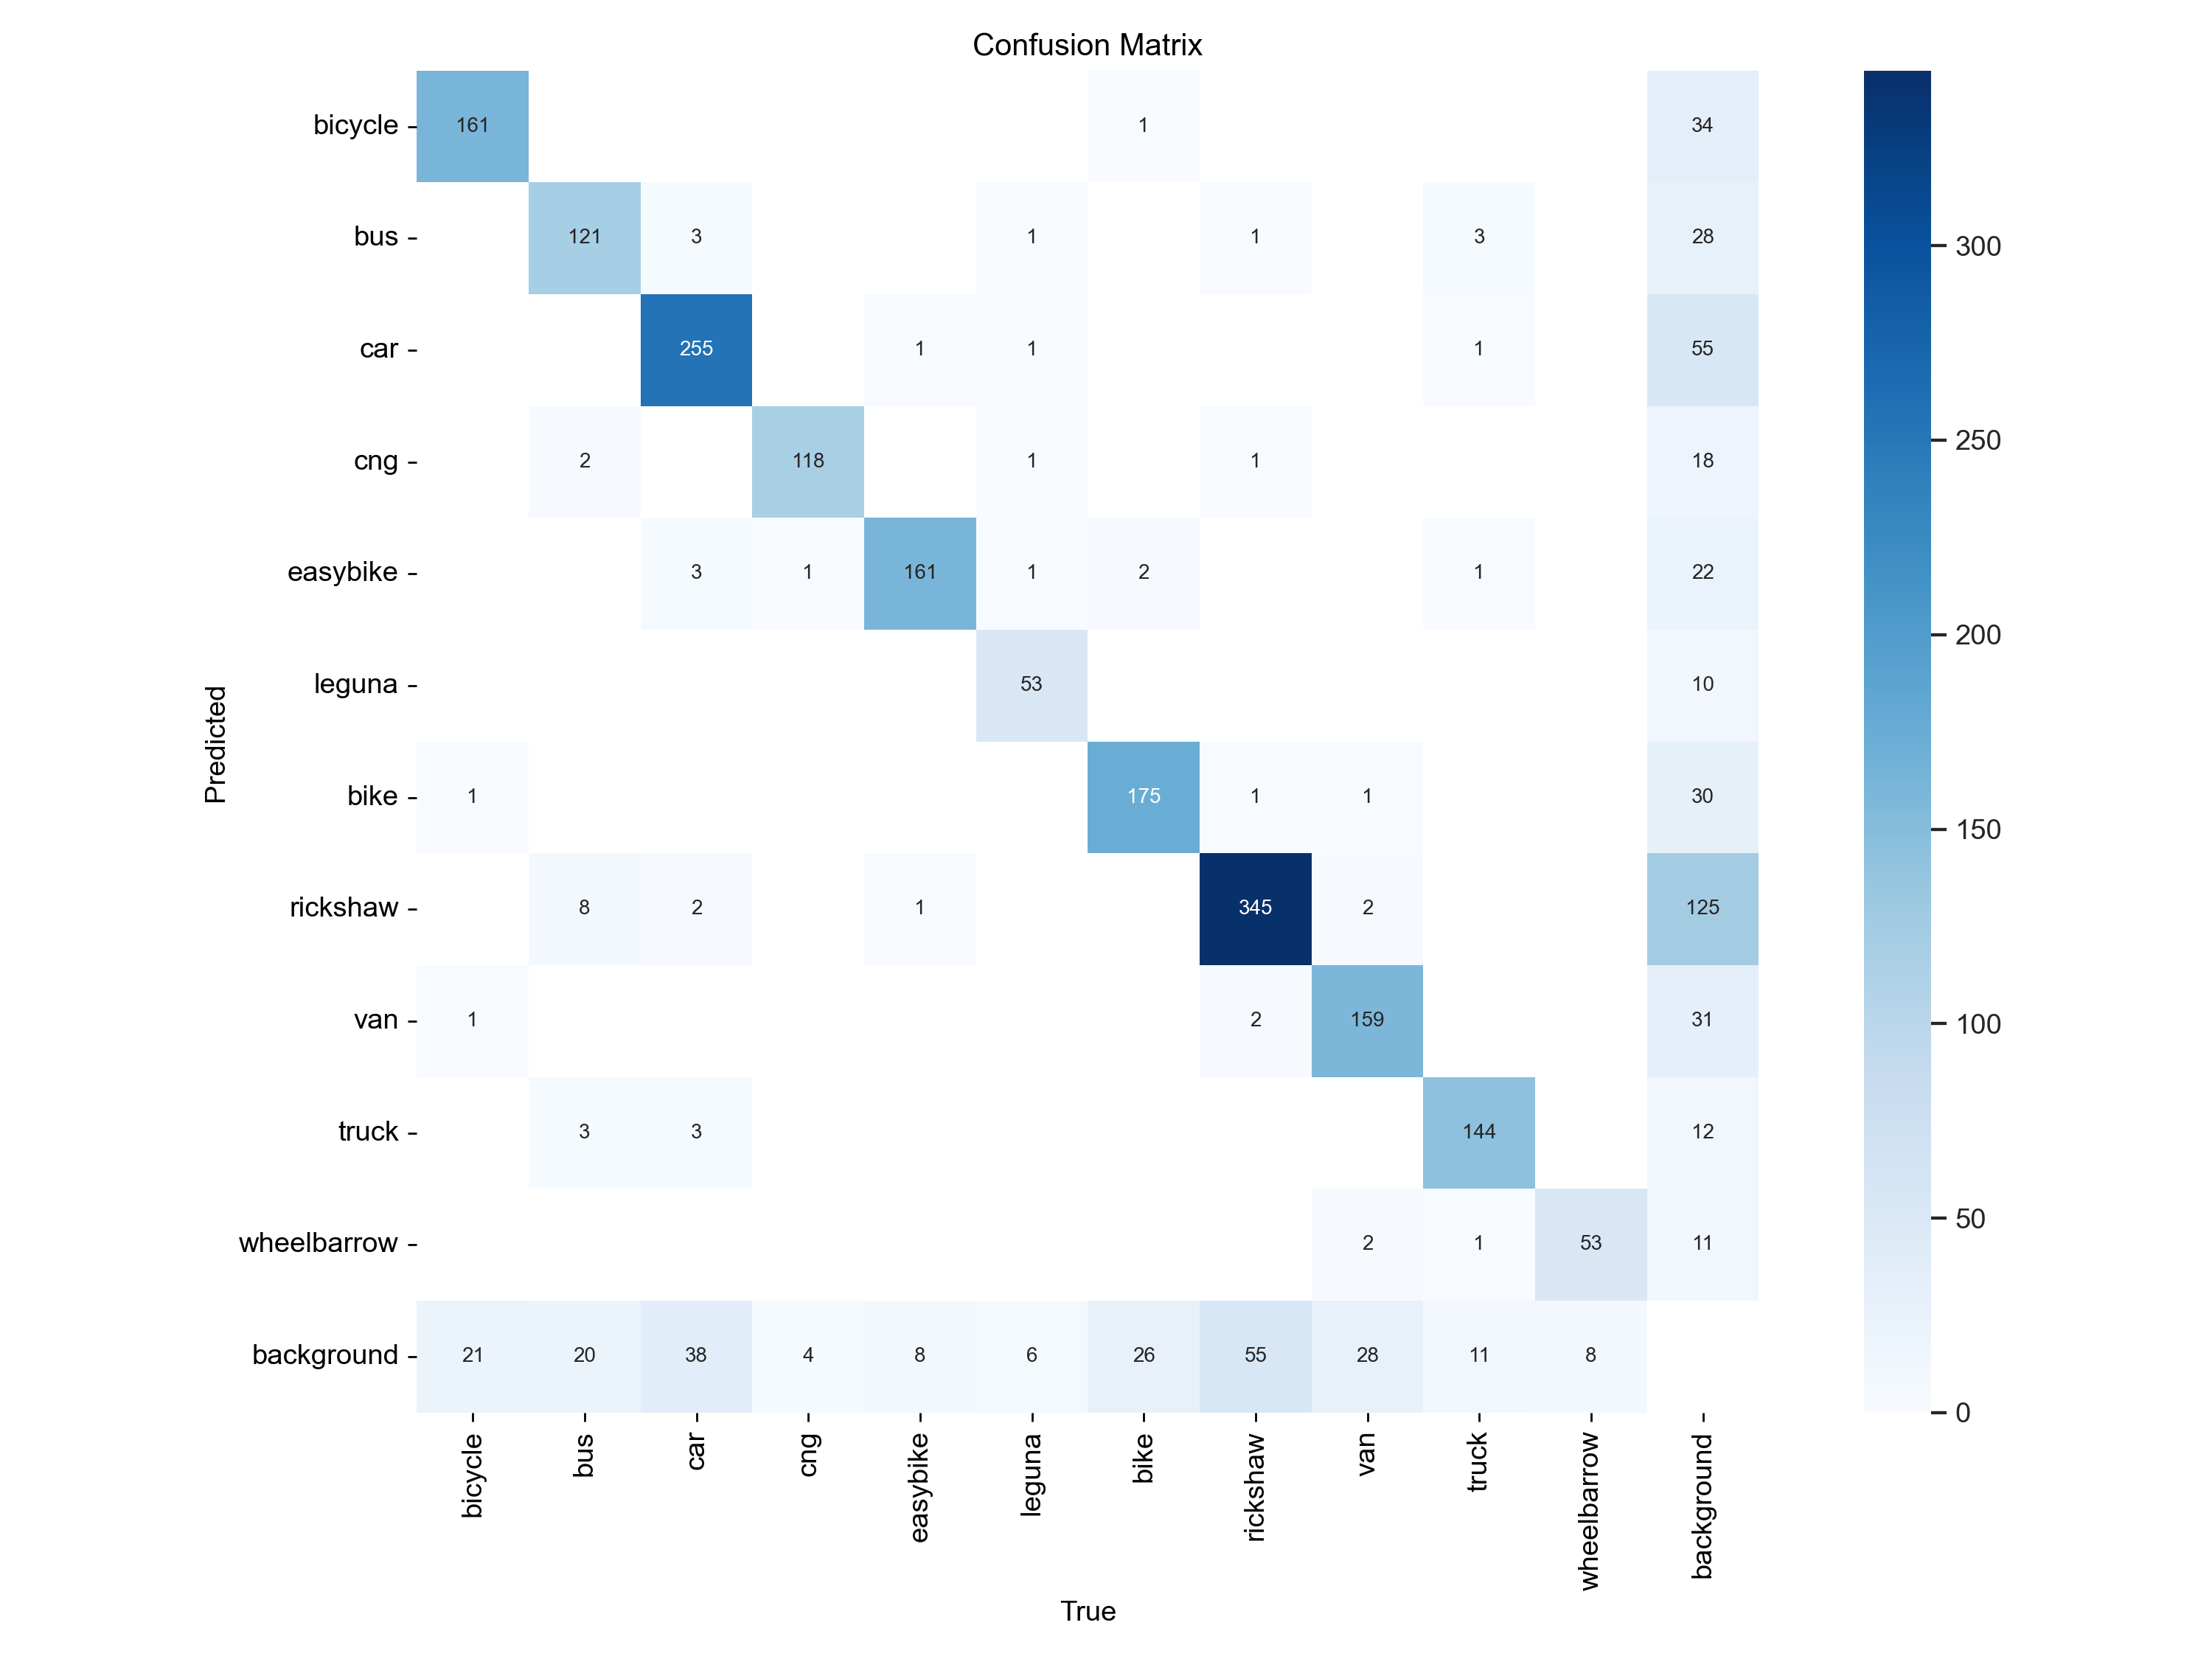 Confusion Matrix
bicycle 161 1 34
bus 121 3 1 1 3 28
300
car 255 1 1 1 55
250
cng 2 118 1 1 18
easybike 3 1 161 1 2 1 22
200
leguna 53 10
Predicted
bike 1 175 1 1 30
150
rickshaw 8 2 1 345 2 125
van 1 2 159 31
100
truck 3 3 144 12
50
wheelbarrow 2 1 53 11
background 21 20 38 4 8 6 26 55 28 11 8
0
bicycle bus car cng easybike leguna bike rickshaw van truck wheelbarrow background
True